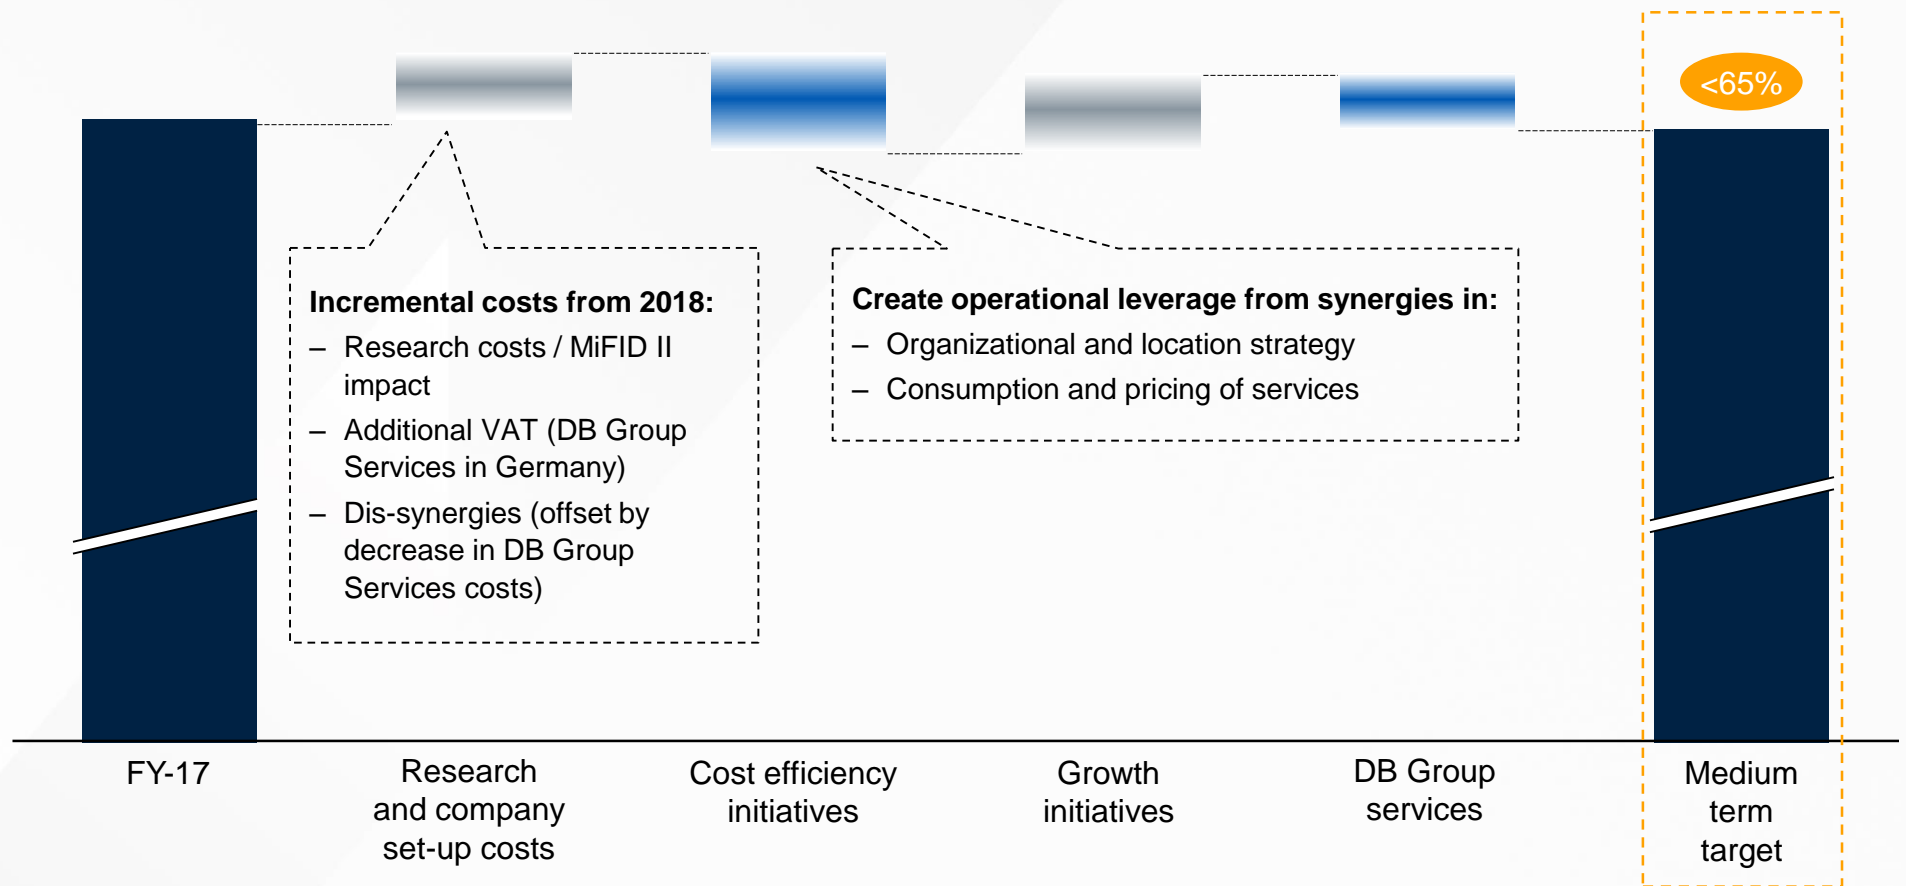 <65%
Incremental costs from 2018:
– Research costs / MiFID II
impact
– Additional VAT (DB Group
Services in Germany)
– Dis-synergies (offset by
decrease in DB Group
Services costs)
Create operational leverage from synergies in:
– Organizational and location strategy
– Consumption and pricing of services
FY-17
Research
and company
set-up costs
Cost efficiency
initiatives
Growth
initiatives
DB Group
services
Medium
term
target